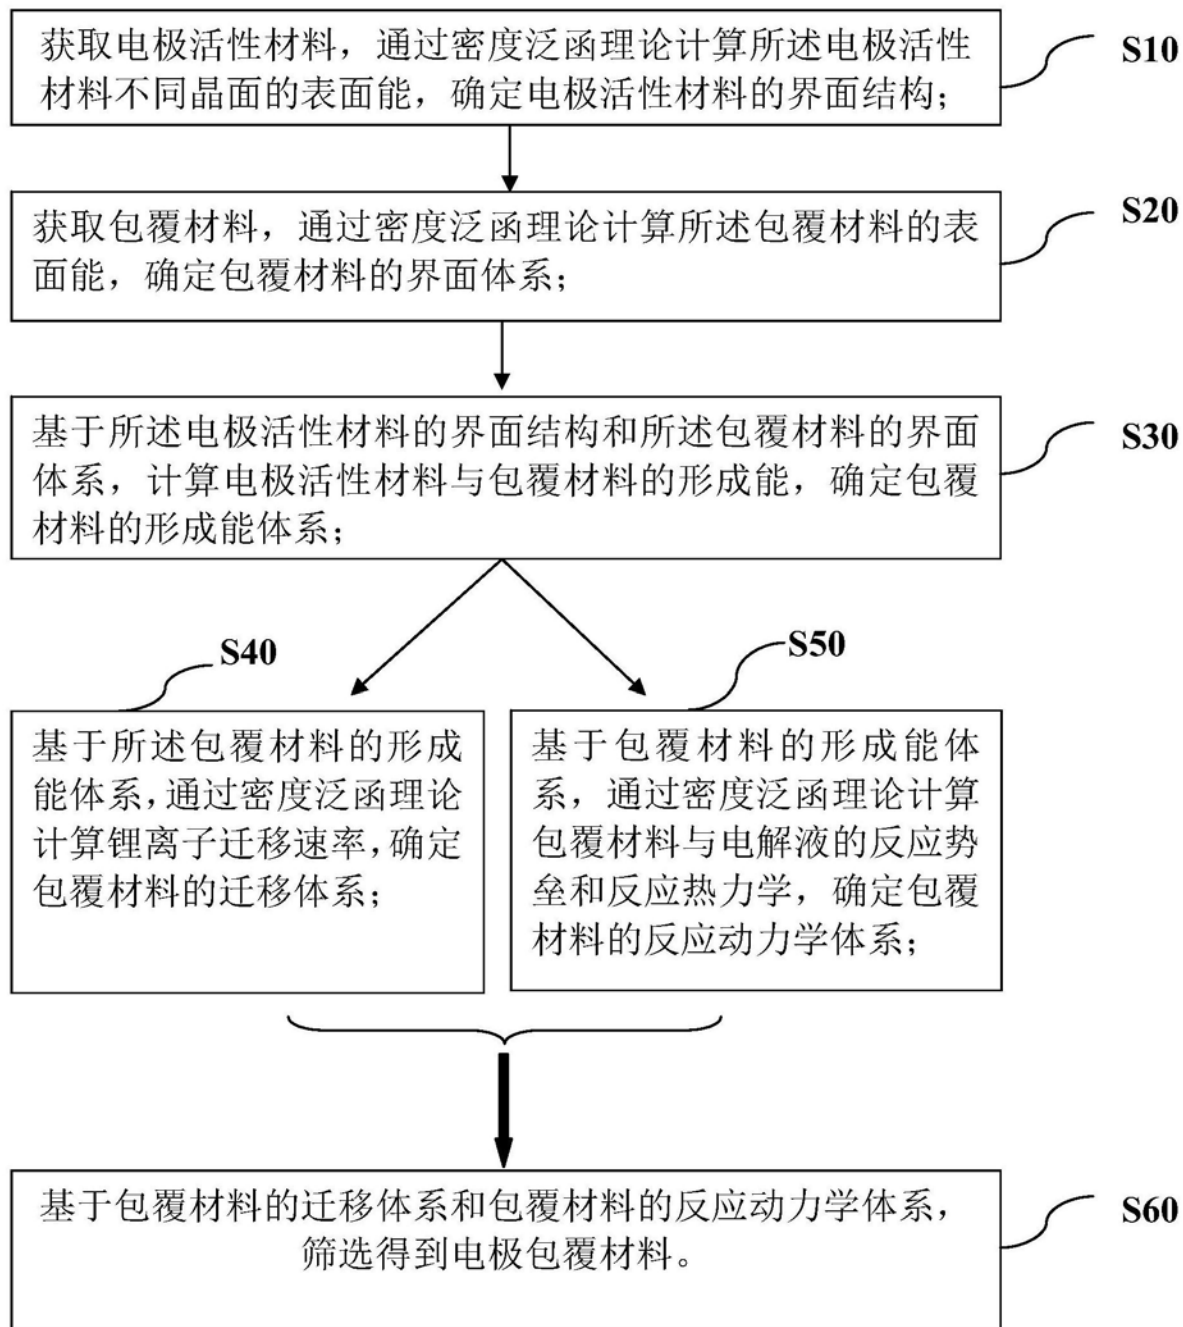 获取电极活性材料，通过密度泛函理论计算所述电极活性
材料不同晶面的表面能，确定电极活性材料的界面结构；
S10
获取包覆材料，通过密度泛函理论计算所述包覆材料的表
面能，确定包覆材料的界面体系；
S20
基于所述电极活性材料的界面结构和所述包覆材料的界面
体系，计算电极活性材料与包覆材料的形成能，确定包覆
材料的形成能体系；
S30
S40
基于所述包覆材料的形成
能体系，通过密度泛函理论
计算锂离子迁移速率，确定
包覆材料的迁移体系；
S50
基于包覆材料的形成能体
系，通过密度泛函理论计算
包覆材料与电解液的反应势
垒和反应热力学，确定包覆
材料的反应动力学体系；
基于包覆材料的迁移体系和包覆材料的反应动力学体系，
筛选得到电极包覆材料。
S60